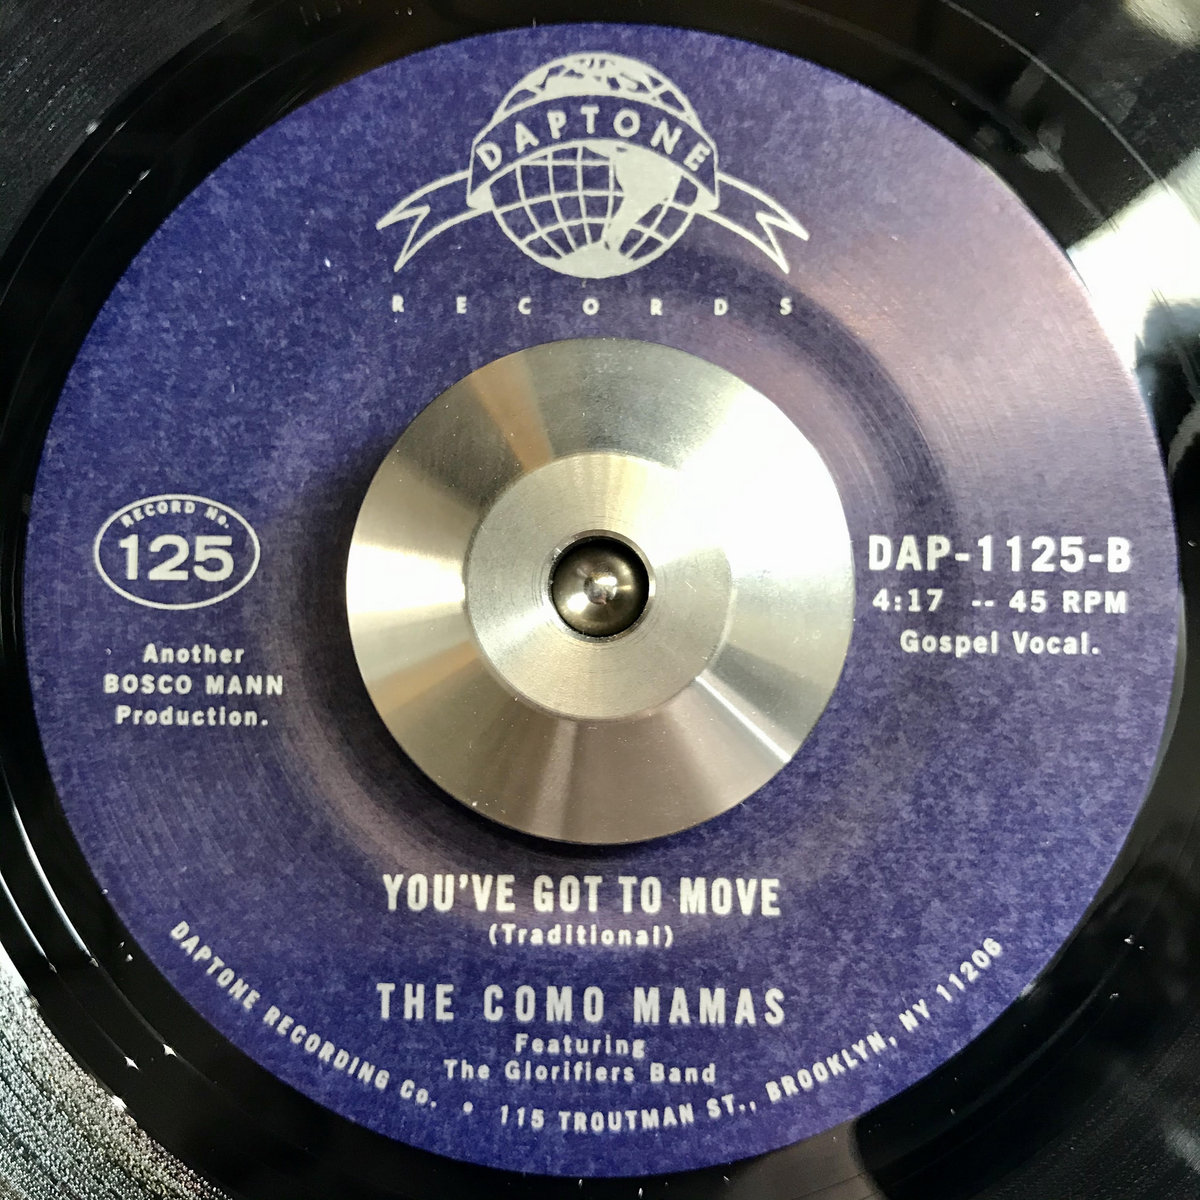 DAPTONE
RECORDS
RECORD No.
125
Another
BOSCO MANN
Production.
DAP-1125-B
4:17 -- 45 RPM
Gospel Vocal.
YOU'VE GOT TO MOVE
(Traditional)
THE COMO MAMAS
Featuring
The Glorifiers Band
DAPTONE RECORDING Co. • 115 TROUTMAN ST., BROOKLYN, NY 11206